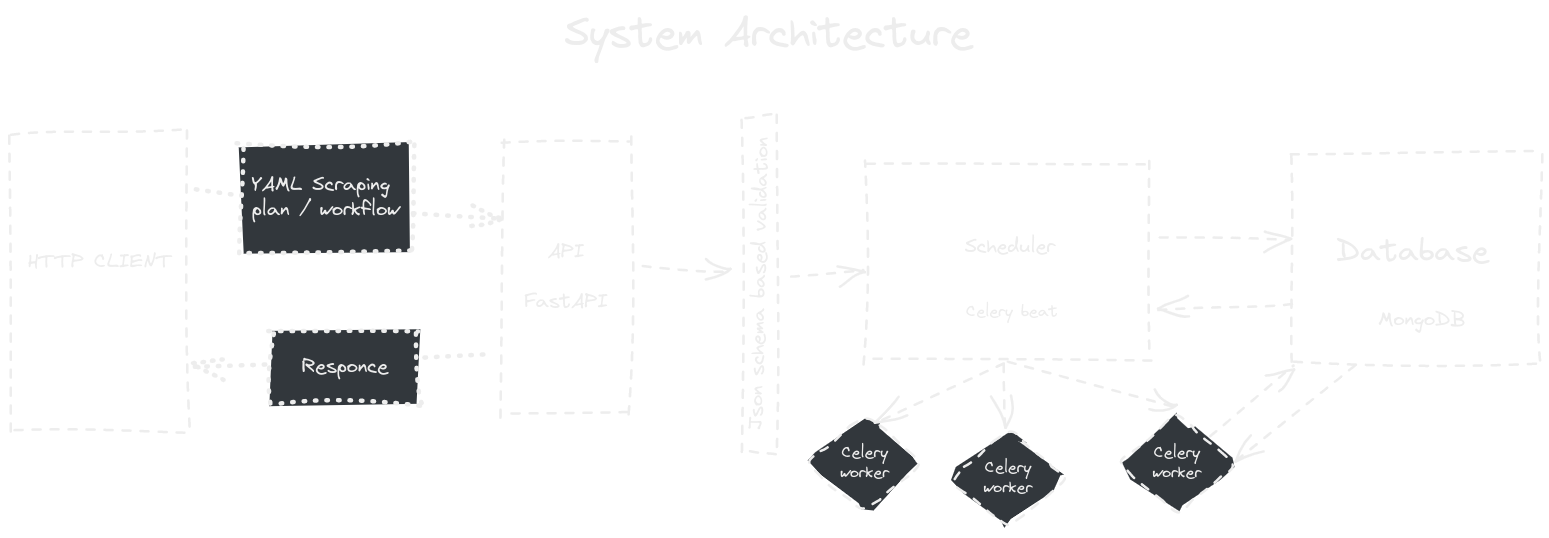 System Architecture
YAML Scraping
plan / workflow
HTTP CLIENT
Responce
API
FastAPI
Json schema based validation
Scheduler
Celery beat
Database
MongoDB
Celery
worker
Celery
worker
Celery
worker